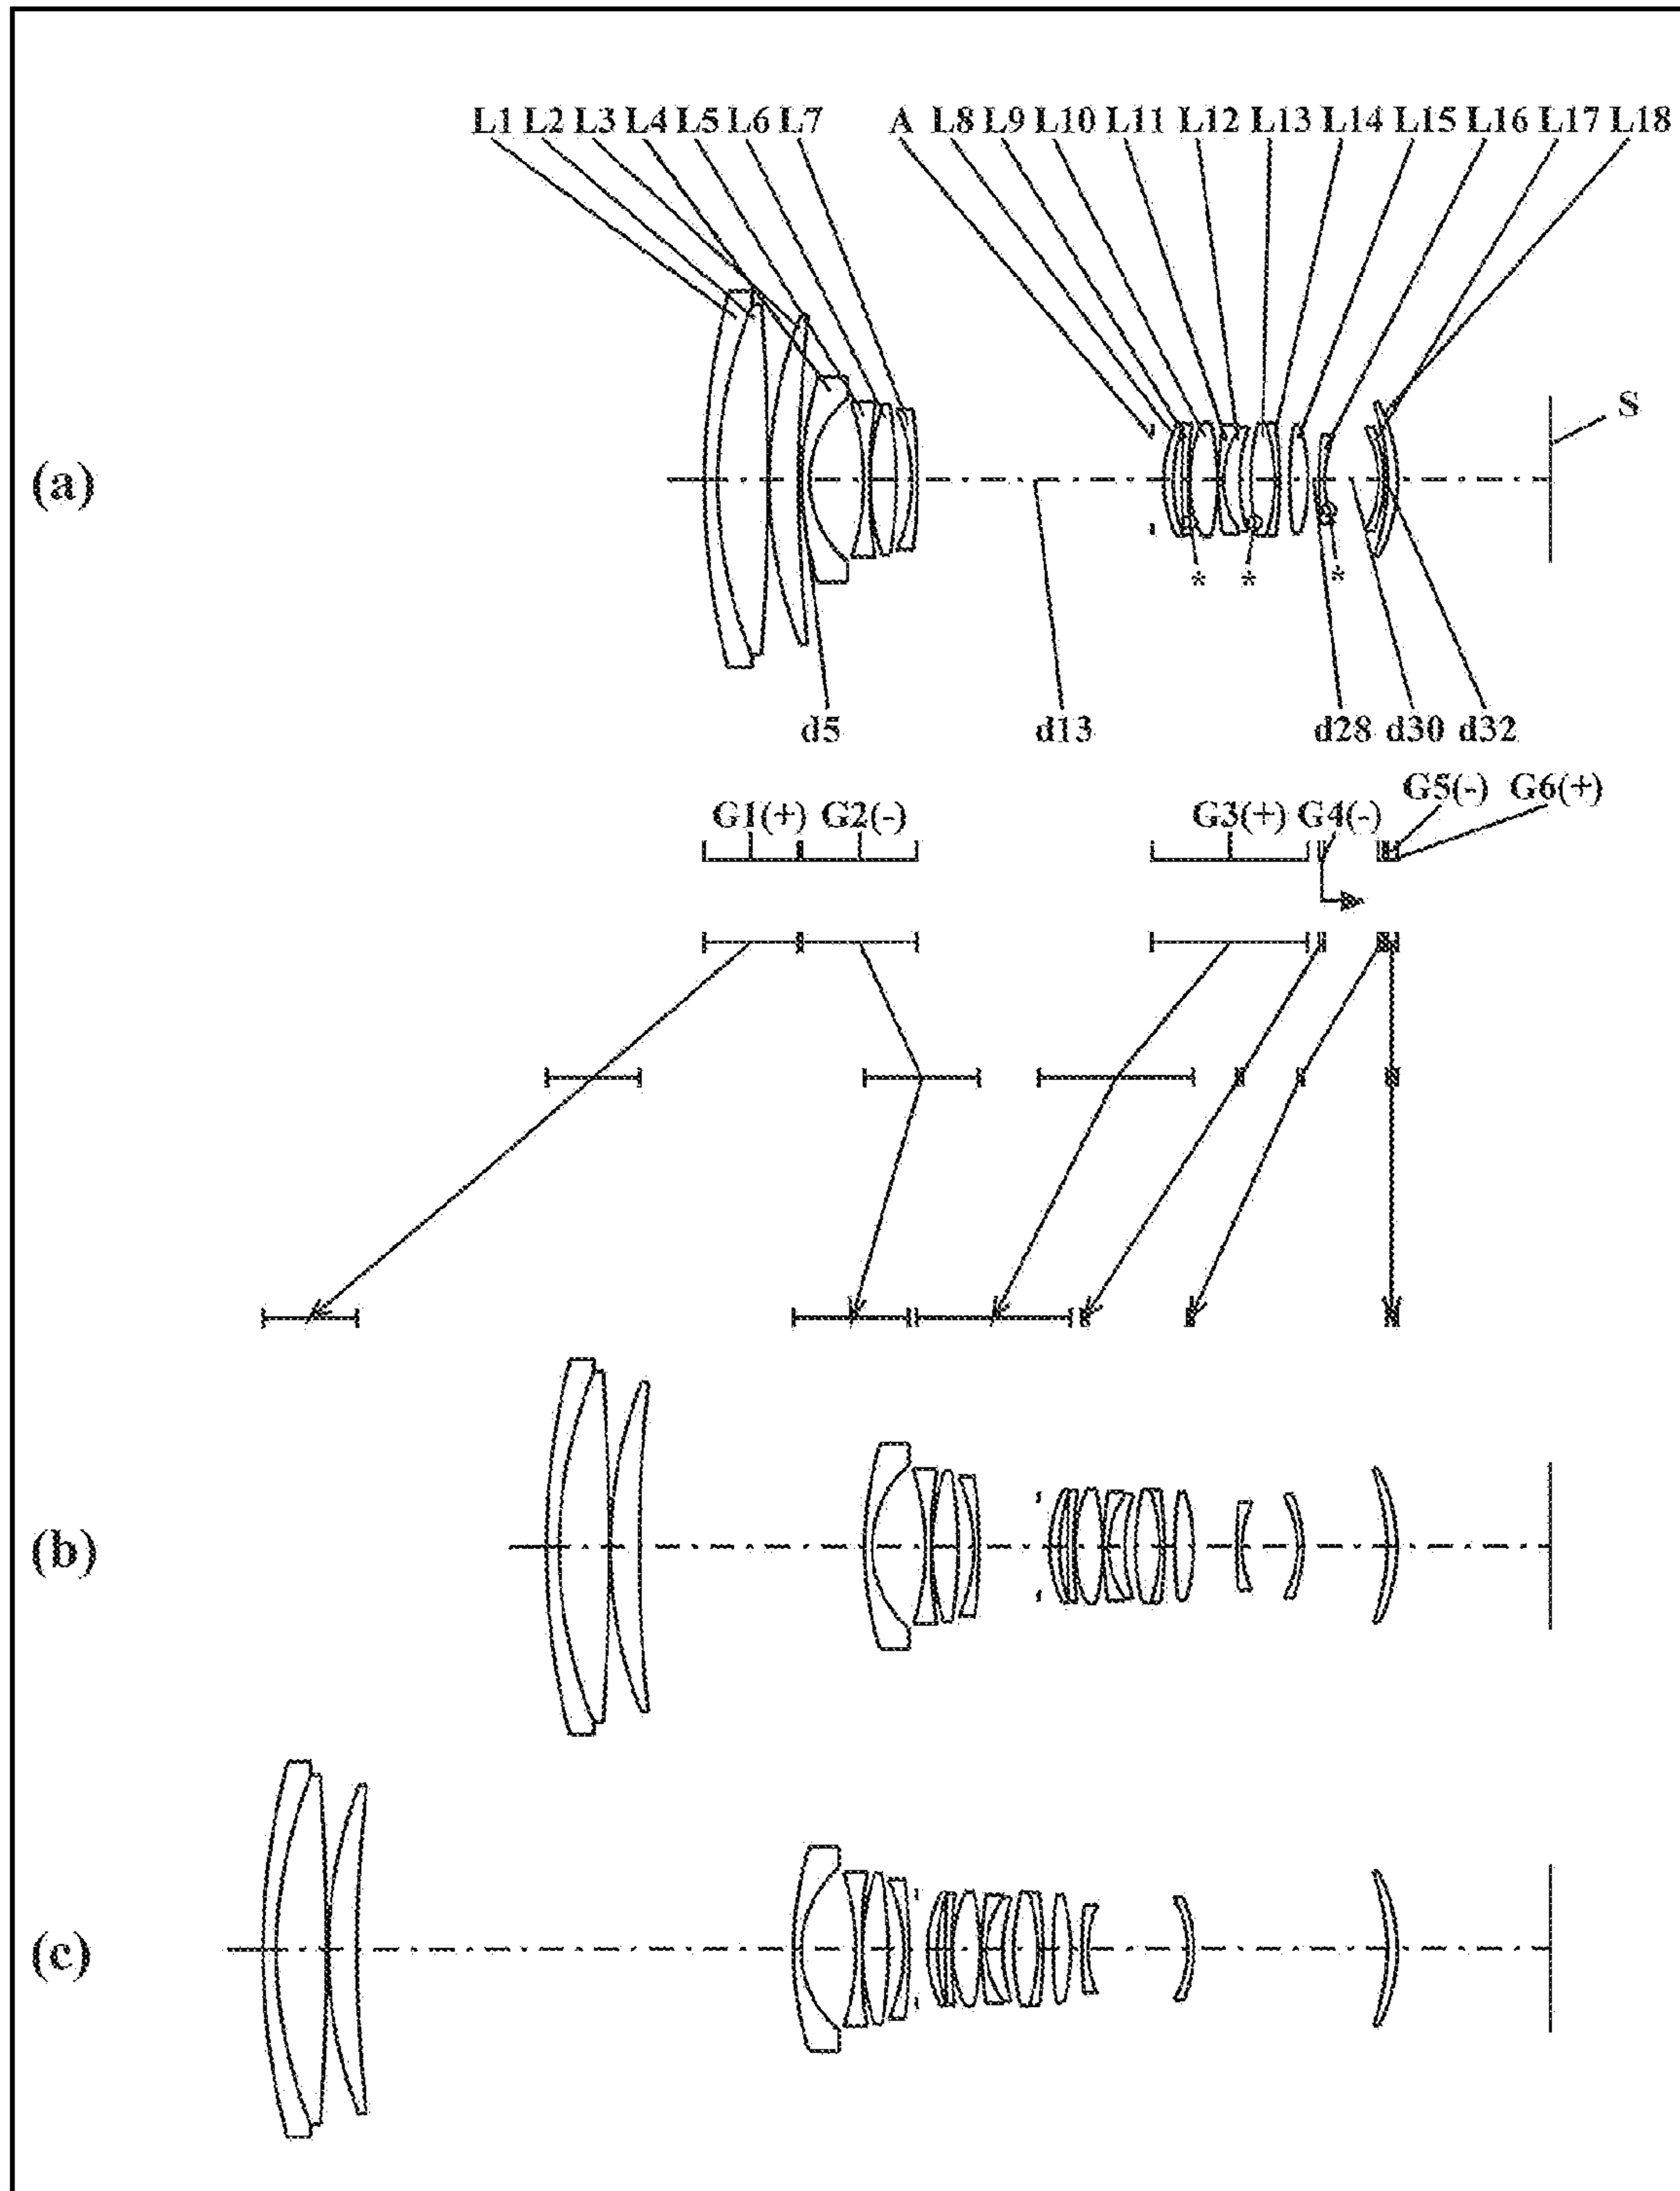 L1 L2 L3 L4 L5 L6 L7 A L8 L9 L10 L11 L12 L13 L14 L15 L16 L17 L18
S
(a)
* * *
d5 d13 d28 d30 d32
G5(-) G6(+)
G1(+) G2(-) G3(+) G4(-)
(b)
(c)